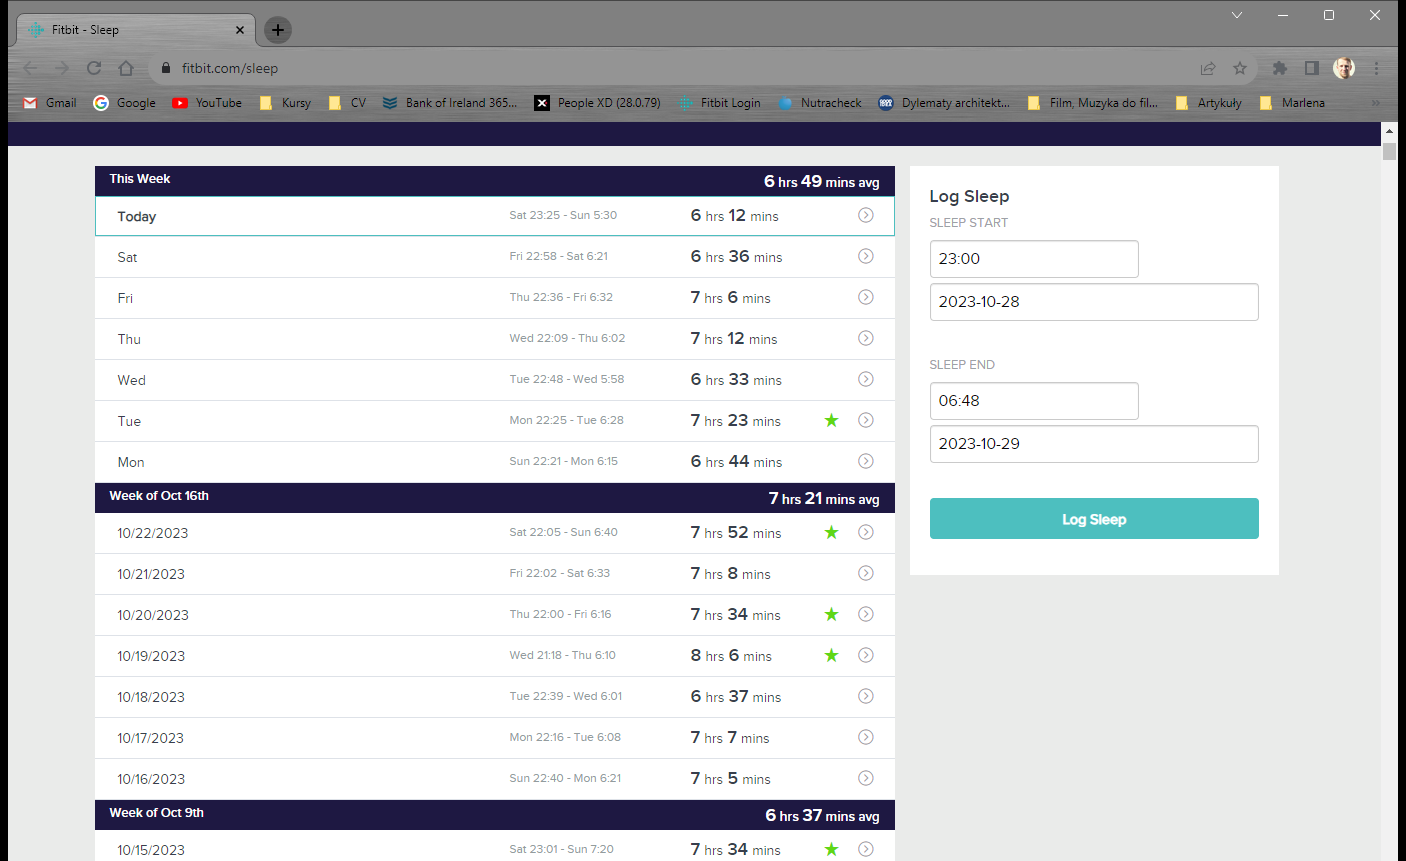 Fitbit - Sleep
fitbit.com/sleep
Gmail Google YouTube Kursy CV Bank of Ireland 365... People XD (28.0.79) Fitbit Login Nutracheck Dylematy architekt... Film, Muzyka do fil... Artykuły Marlena »
This Week 6 hrs 49 mins avg
Today Sat 23:25 - Sun 5:30 6 hrs 12 mins
Sat Fri 22:58 - Sat 6:21 6 hrs 36 mins
Fri Thu 22:36 - Fri 6:32 7 hrs 6 mins
Thu Wed 22:09 - Thu 6:02 7 hrs 12 mins
Wed Tue 22:48 - Wed 5:58 6 hrs 33 mins
Tue Mon 22:25 - Tue 6:28 7 hrs 23 mins
Mon Sun 22:21 - Mon 6:15 6 hrs 44 mins
Week of Oct 16th 7 hrs 21 mins avg
10/22/2023 Sat 22:05 - Sun 6:40 7 hrs 52 mins
10/21/2023 Fri 22:02 - Sat 6:33 7 hrs 8 mins
10/20/2023 Thu 22:00 - Fri 6:16 7 hrs 34 mins
10/19/2023 Wed 21:18 - Thu 6:10 8 hrs 6 mins
10/18/2023 Tue 22:39 - Wed 6:01 6 hrs 37 mins
10/17/2023 Mon 22:16 - Tue 6:08 7 hrs 7 mins
10/16/2023 Sun 22:40 - Mon 6:21 7 hrs 5 mins
Week of Oct 9th 6 hrs 37 mins avg
10/15/2023 Sat 23:01 - Sun 7:20 7 hrs 34 mins
Log Sleep
SLEEP START
23:00
2023-10-28
SLEEP END
06:48
2023-10-29
Log Sleep